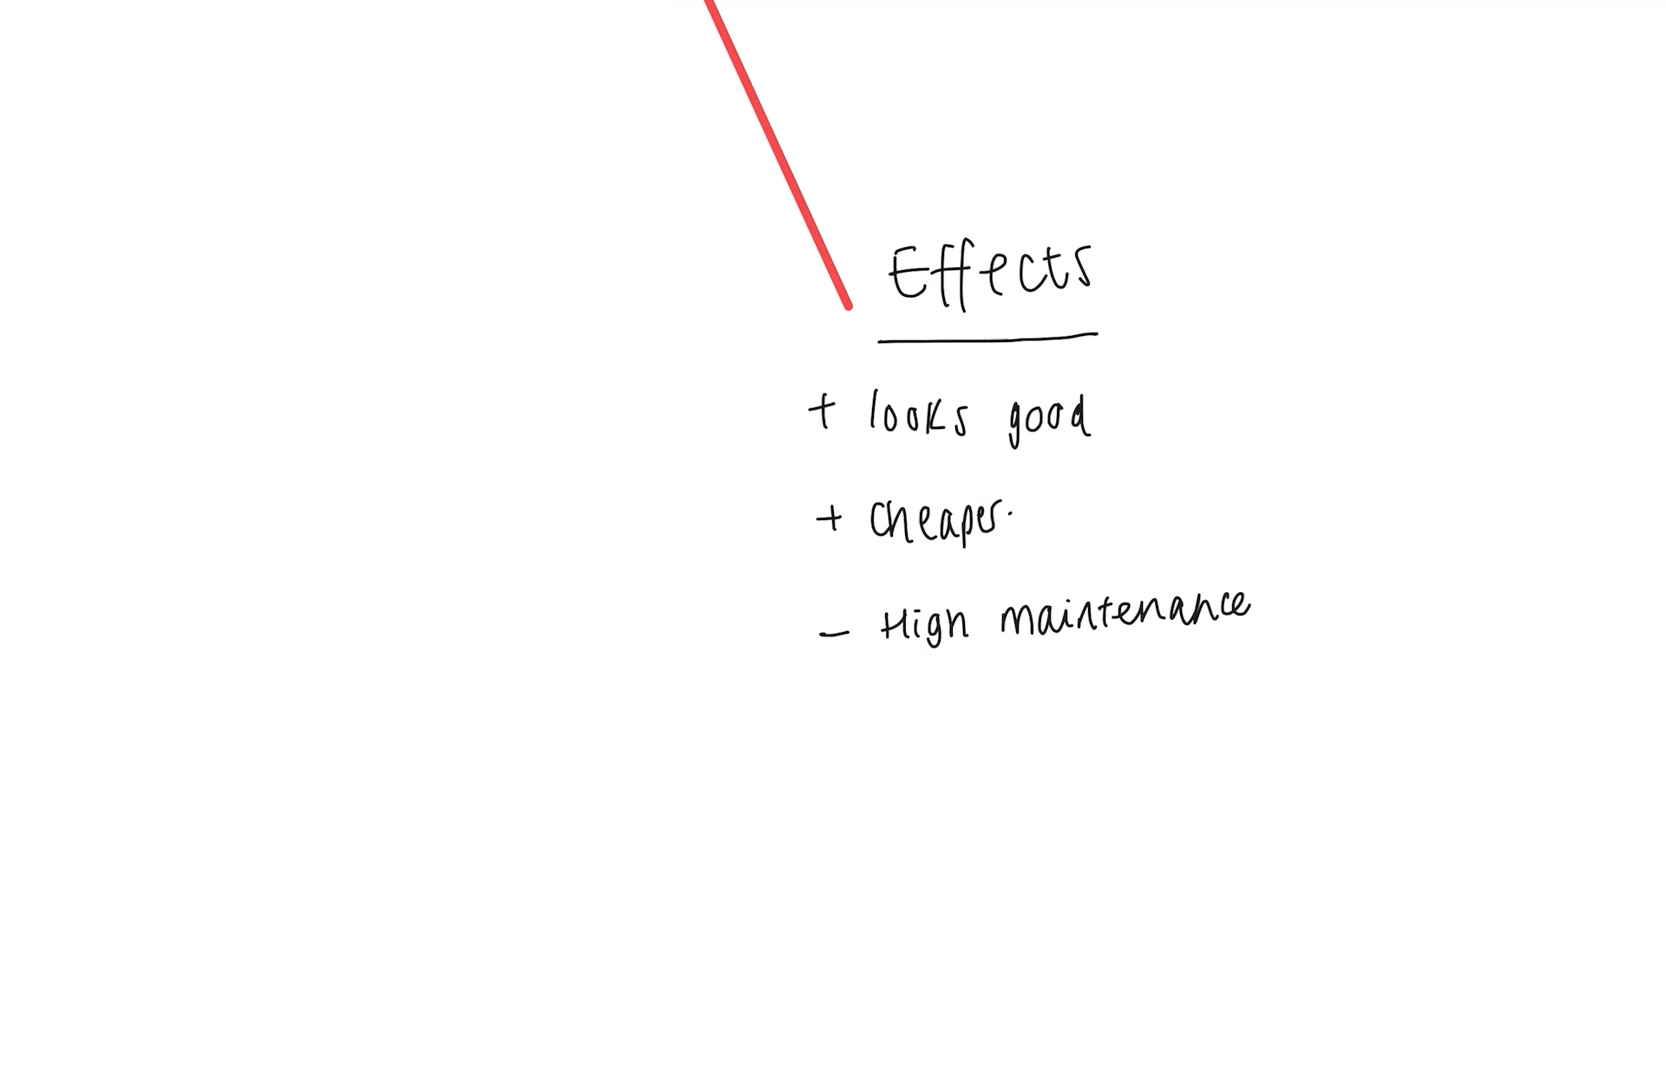 Effects
+ looks good
+ cheaper.
- High maintenance